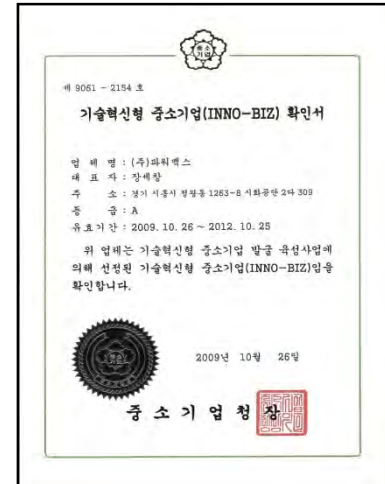 중소
기업
제 9061 - 2154 호
기술혁신형 중소기업(INNO-BIZ) 확인서
업 체 명 : (주)파워맥스
대 표 자 : 장세창
주 소 : 경기 시흥시 정왕동 1263-8 시화공단 2다 309
등 급 : A
유효기간 : 2009. 10. 26 ~ 2012. 10. 25
위 업체는 기술혁신형 중소기업 발굴 육성사업에
의해 선정된 기술혁신형 중소기업(INNO-BIZ)임을
확인합니다.
2009년 10월 26일
중 소 기 업 청 장